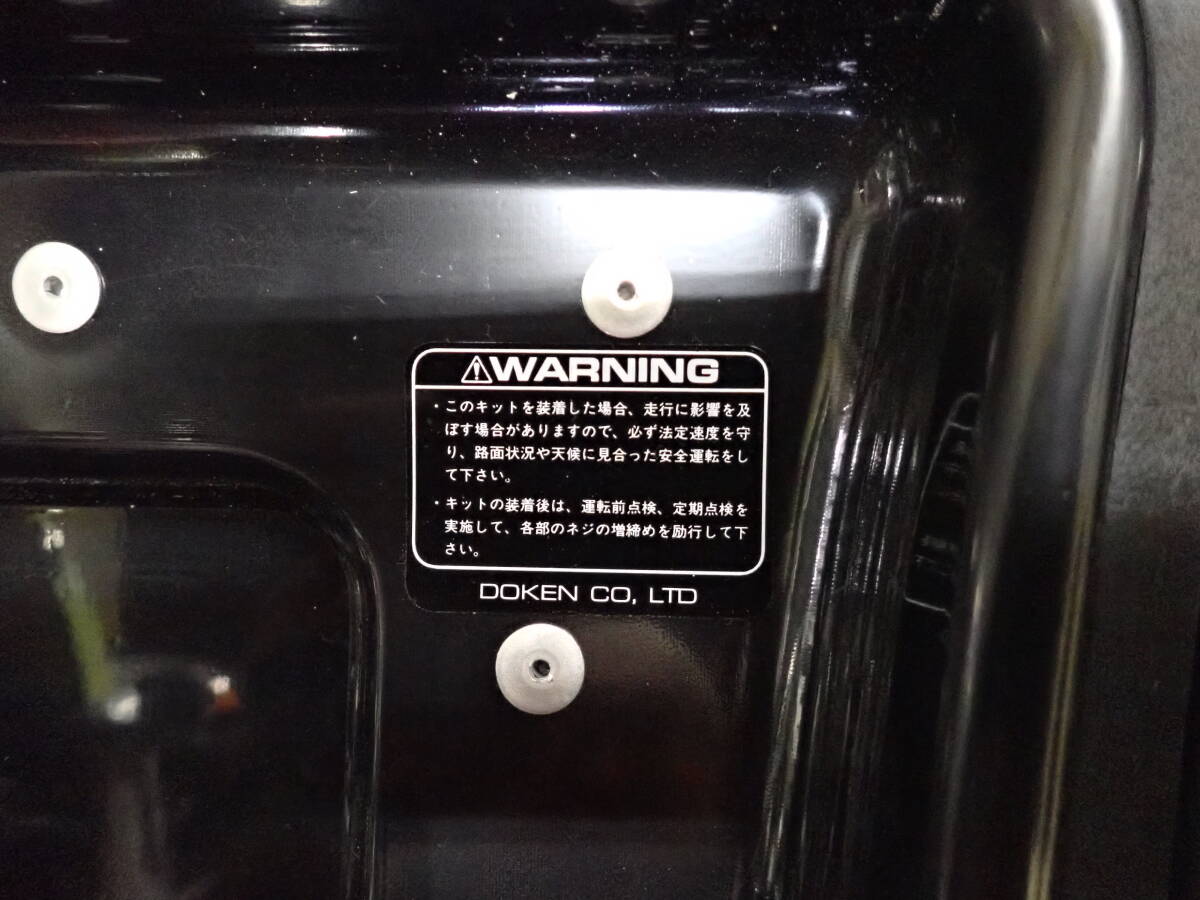 WARNING
・このキットを装着した場合、走行に影響を及
ぼす場合がありますので、必ず法定速度を守
り、路面状況や天候に見合った安全運転をし
て下さい。
・キットの装着後は、運転前点検、定期点検を
実施して、各部のネジの増締めを励行して下
さい。
DOKEN CO, LTD